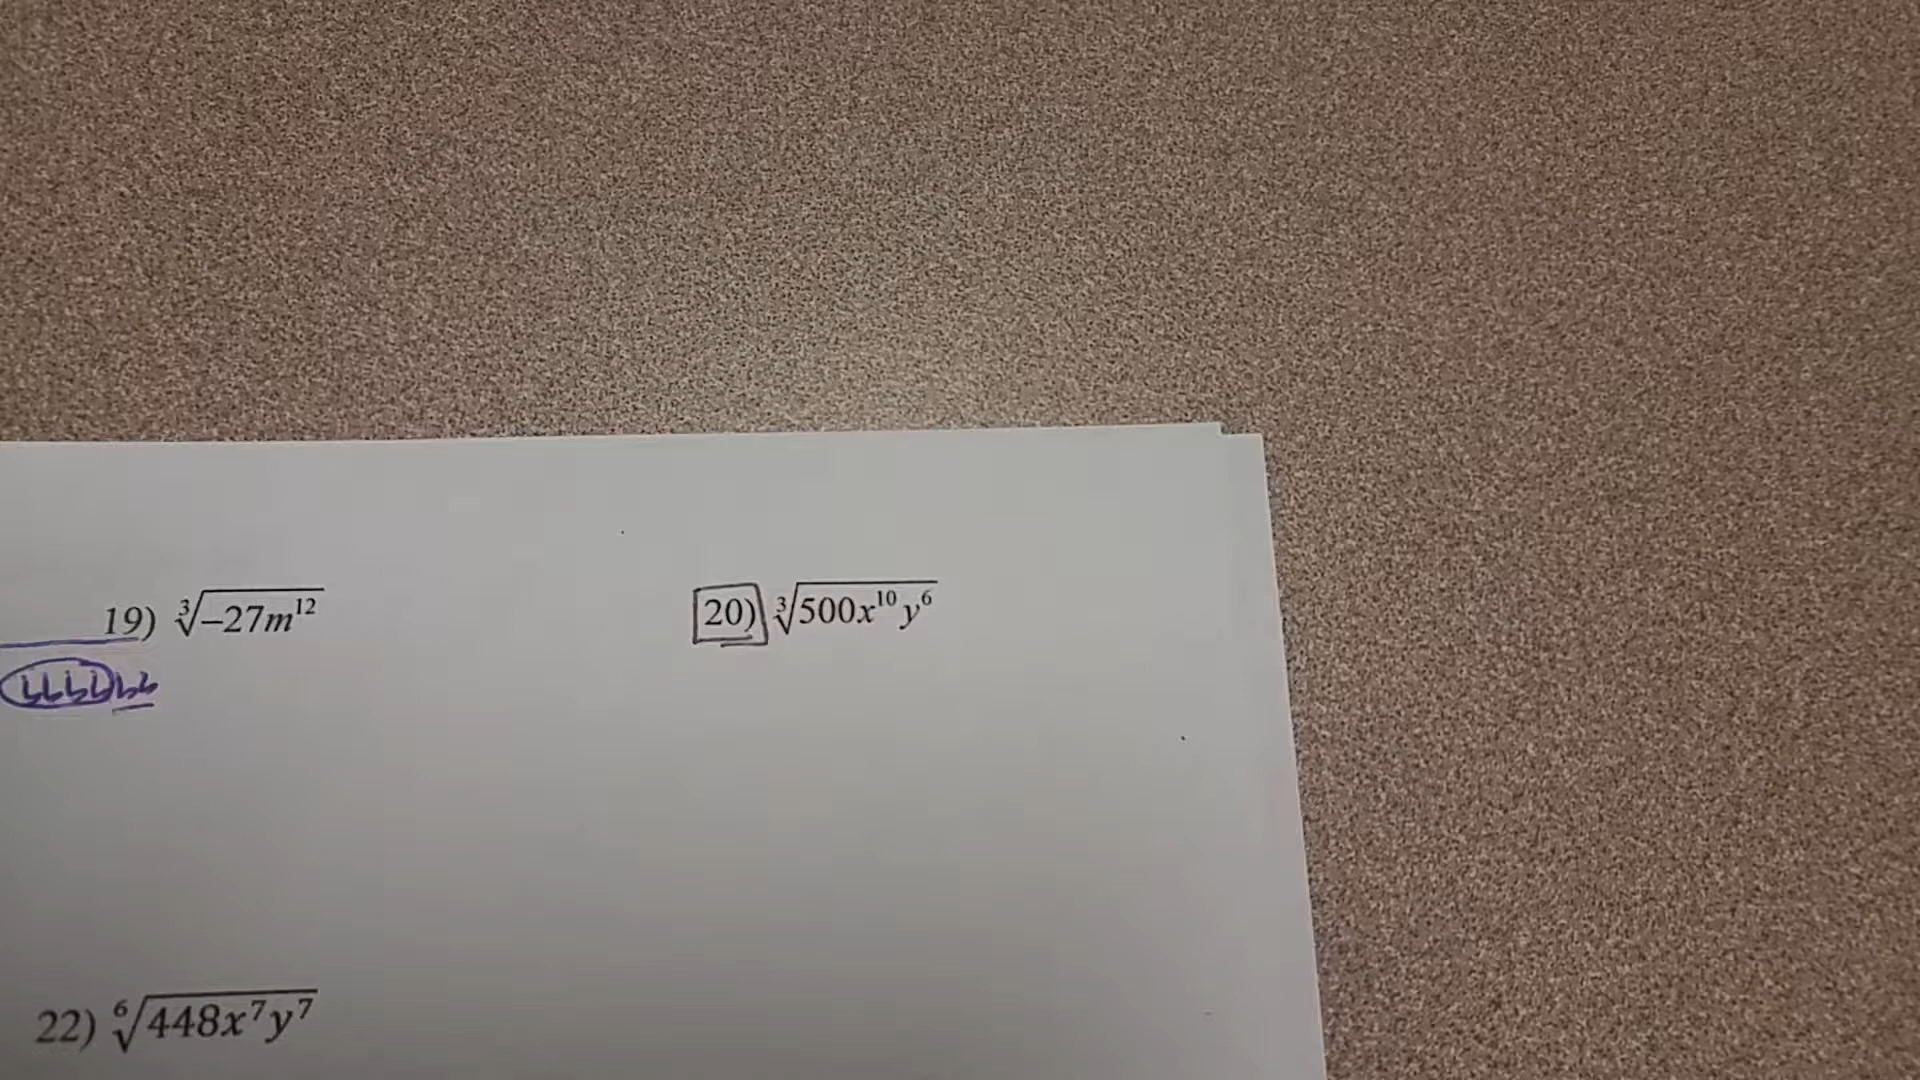 19) ∛−27m¹²
20) ∛500x¹⁰y⁶
22) ⁶√448x⁷y⁷